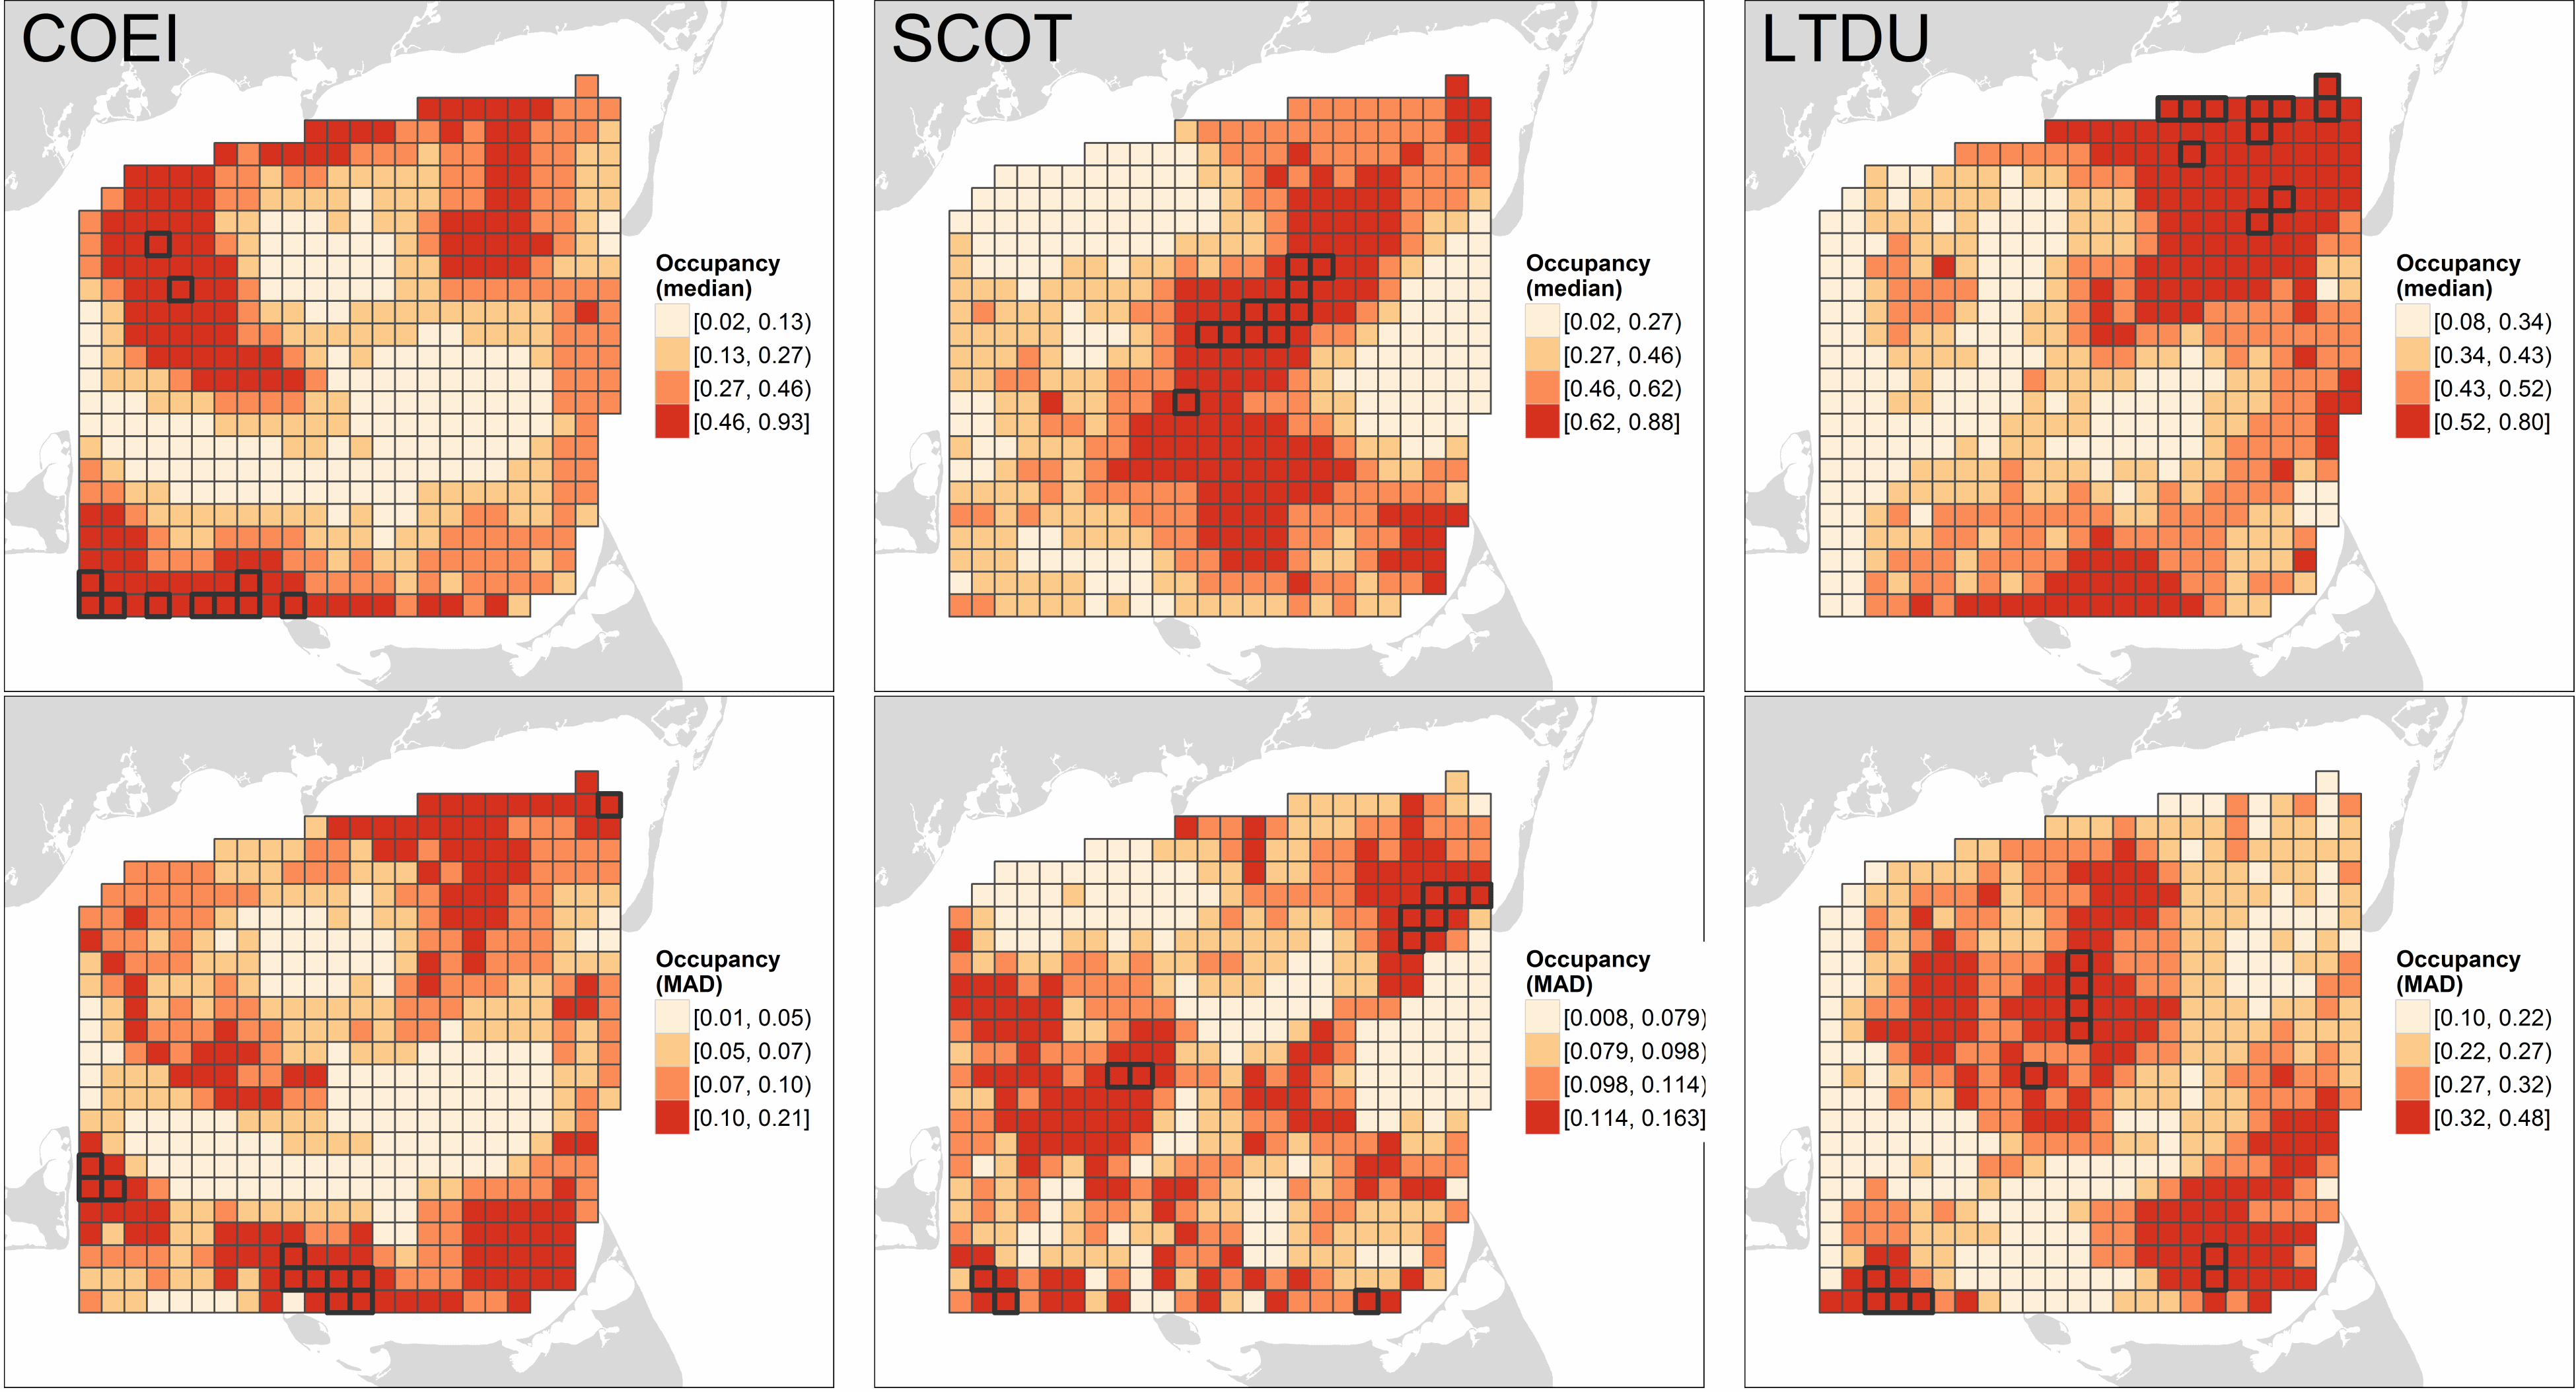 COEI
Occupancy
(median)
[0.02, 0.13)
[0.13, 0.27)
[0.27, 0.46)
[0.46, 0.93]
SCOT
Occupancy
(median)
[0.02, 0.27)
[0.27, 0.46)
[0.46, 0.62)
[0.62, 0.88]
LTDU
Occupancy
(median)
[0.08, 0.34)
[0.34, 0.43)
[0.43, 0.52)
[0.52, 0.80]
Occupancy
(MAD)
[0.01, 0.05)
[0.05, 0.07)
[0.07, 0.10)
[0.10, 0.21]
Occupancy
(MAD)
[0.008, 0.079)
[0.079, 0.098)
[0.098, 0.114)
[0.114, 0.163]
Occupancy
(MAD)
[0.10, 0.22)
[0.22, 0.27)
[0.27, 0.32)
[0.32, 0.48]